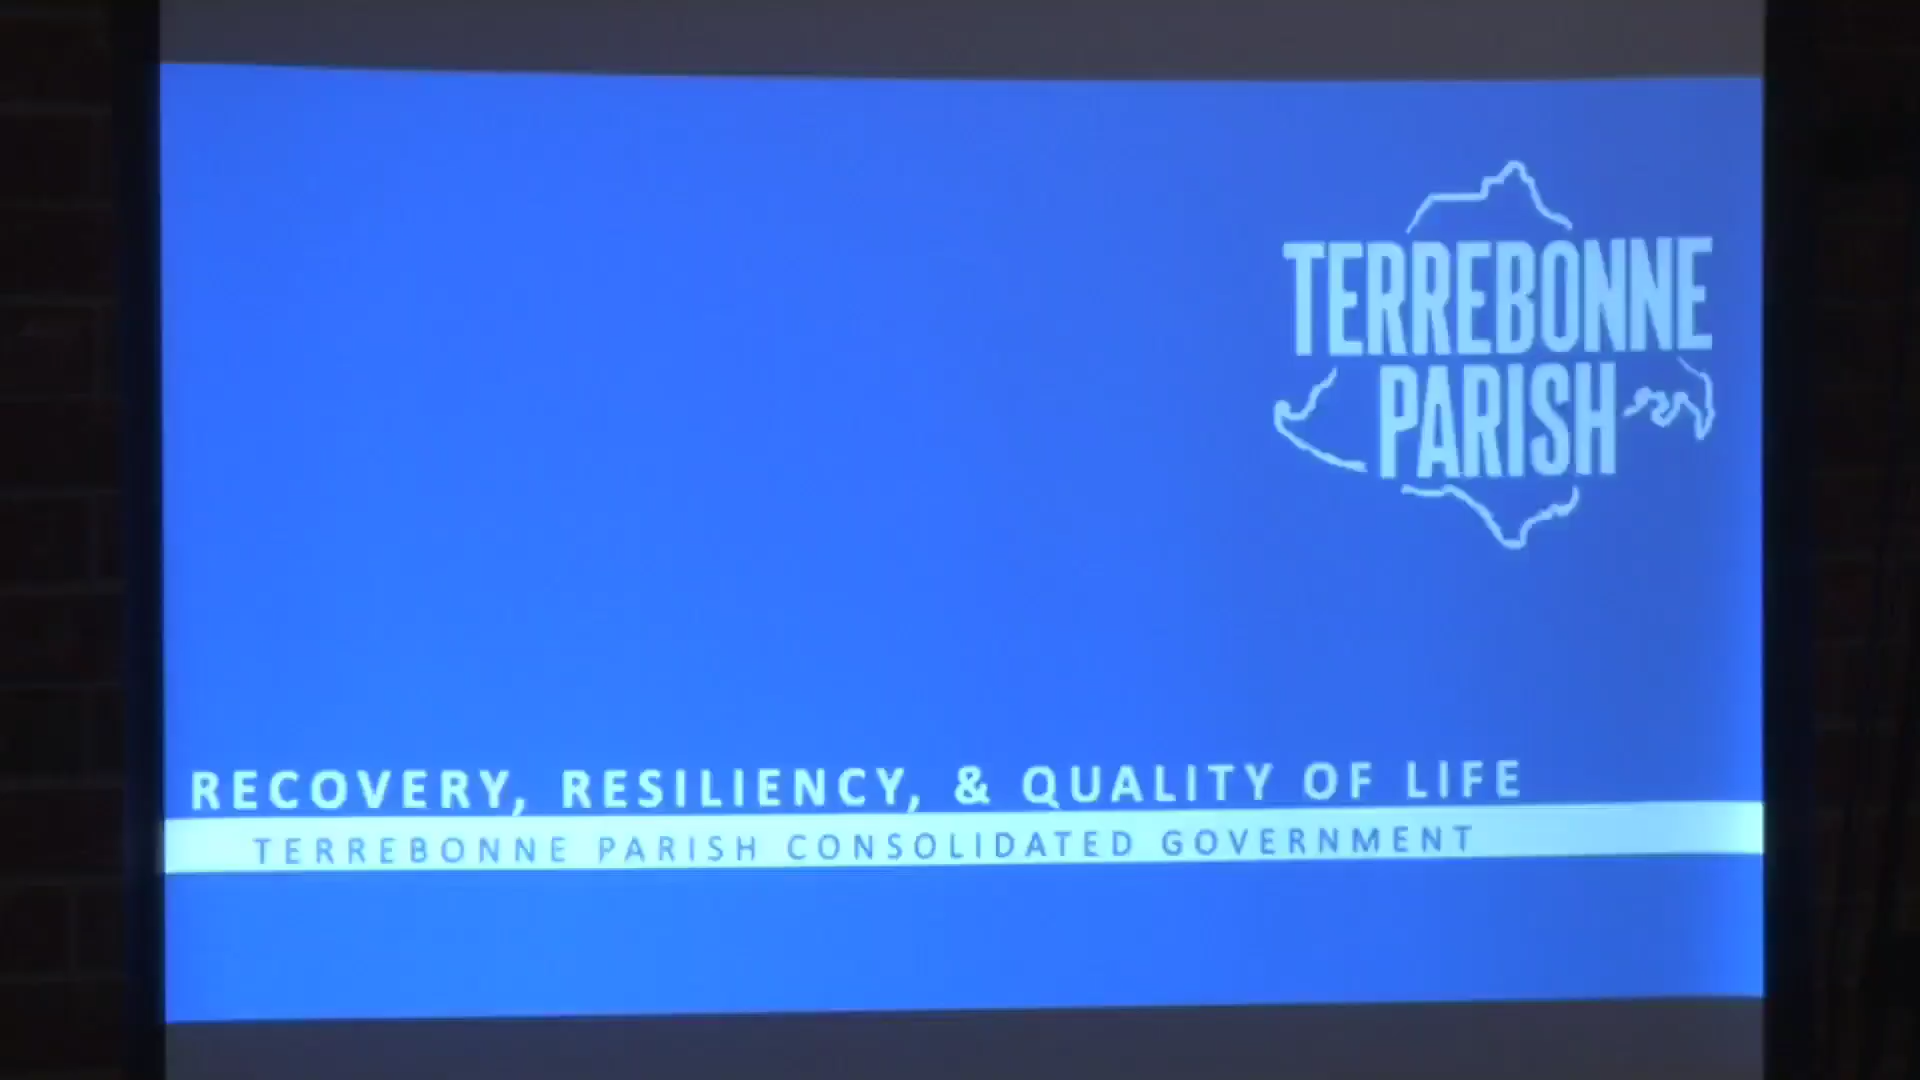 TERREBONNE
PARISH
RECOVERY, RESILIENCY, & QUALITY OF LIFE
TERREBONNE PARISH CONSOLIDATED GOVERNMENT